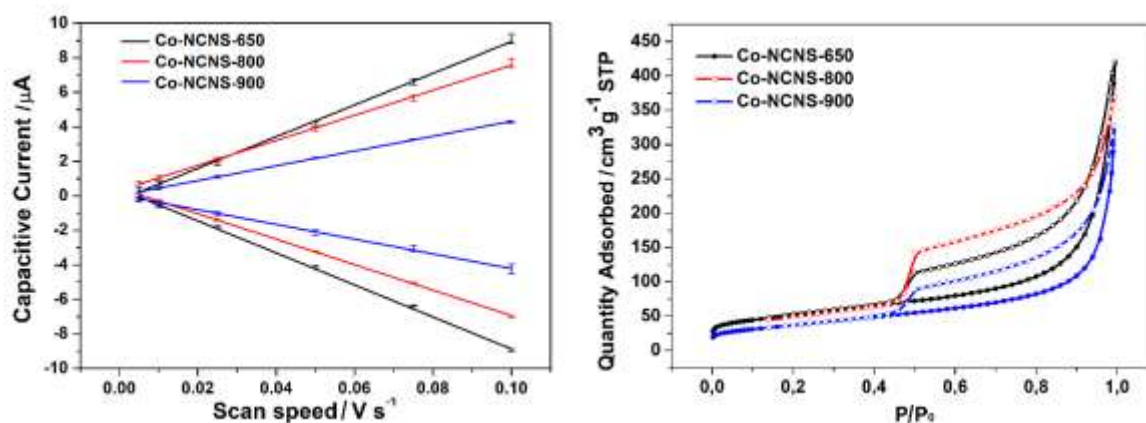 10
8
6
4
2
0
-2
-4
-6
-8
-10
Capacitive Current / μA
Co-NCNS-650
Co-NCNS-800
Co-NCNS-900
0.00 0.02 0.04 0.06 0.08 0.10
Scan speed / V s⁻¹
450
400
350
300
250
200
150
100
50
0
Quantity Adsorbed / cm³ g⁻¹ STP
Co-NCNS-650
Co-NCNS-800
Co-NCNS-900
0,0 0,2 0,4 0,6 0,8 1,0
P/P₀